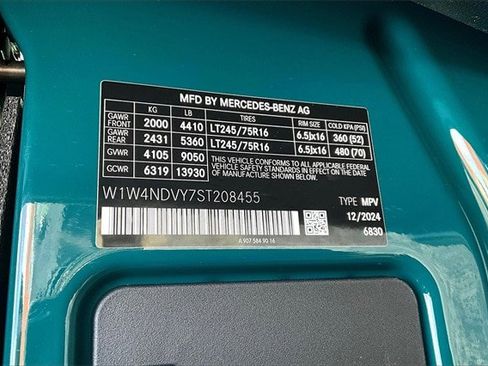 MFD BY MERCEDES-BENZ AG
KG LB TIRES RIM SIZE COLD KPA (PSI)
GAWR FRONT 2000 4410 LT245/75R16 6.5Jx16 360 (52)
GAWR REAR 2431 5360 LT245/75R16 6.5Jx16 480 (70)
GVWR 4105 9050 THIS VEHICLE CONFORMS TO ALL APPLICABLE U.S. FEDERAL MOTOR
GCWR 6319 13930 VEHICLE SAFETY STANDARDS IN EFFECT ON THE DATE OF MANUFACTURE SHOWN ABOVE.
W1W4NDVY7ST208455
TYPE MPV
12/2024
6830
A 907 584 90 16